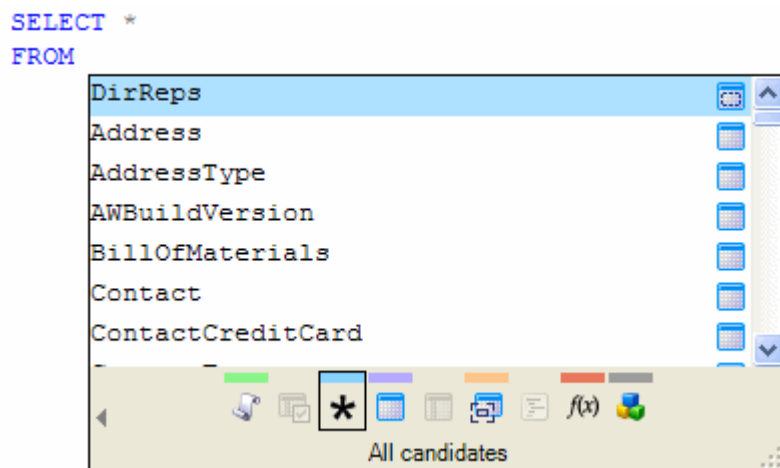 SELECT *
FROM
DirReps
Address
AddressType
AWBuildVersion
BillOfMaterials
Contact
ContactCreditCard
* f(x)
All candidates